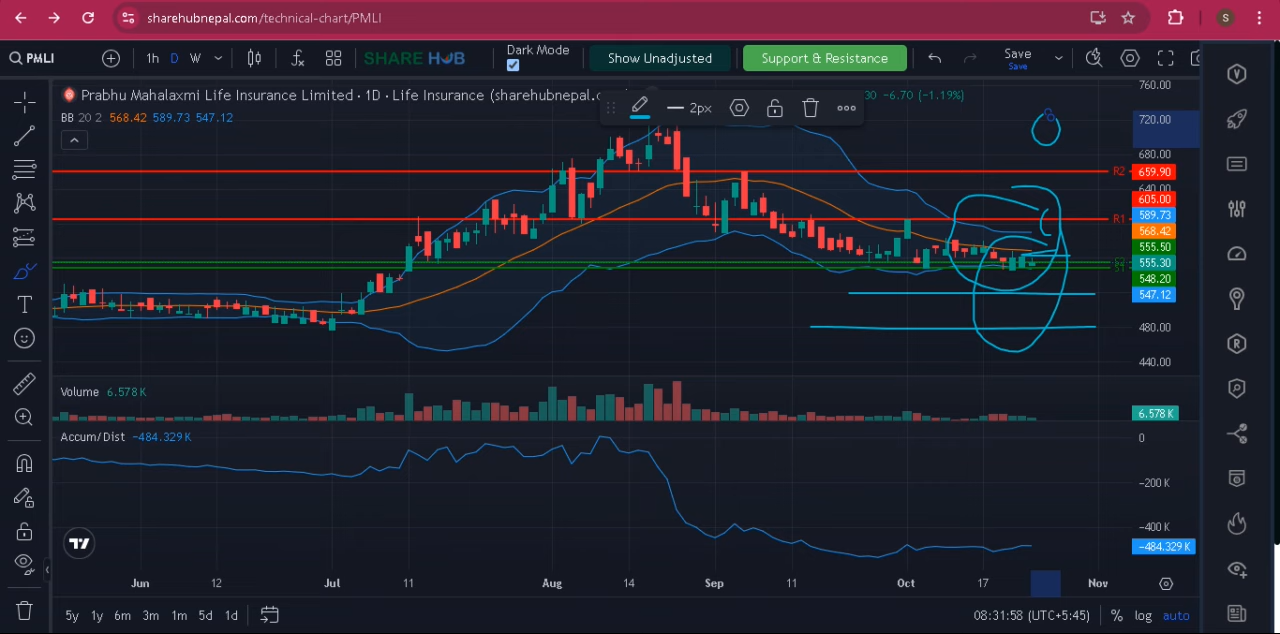 sharehubnepal.com/technical-chart/PMLI
S
PMLI 1h D W SHARE HUB Dark Mode Show Unadjusted Support & Resistance Save
Save
Prabhu Mahalaxmi Life Insurance Limited · 1D · Life Insurance (sharehubnepal.c 30 -6.70 (-1.19%)
BB 20 2 568.42 589.73 547.12
2px
760.00
720.00
680.00
R2 659.90
640.00
605.00
R1 589.73
568.42
555.50
555.30
S1
548.20
547.12
480.00
440.00
Volume 6.578 K
6.578 K
Accum/Dist -484.329 K
0
-200 K
-400 K
-484.329 K
Jun 12 Jul 11 Aug 14 Sep 11 Oct 17 Nov
5y 1y 6m 3m 1m 5d 1d 08:31:58 (UTC+5:45) % log auto